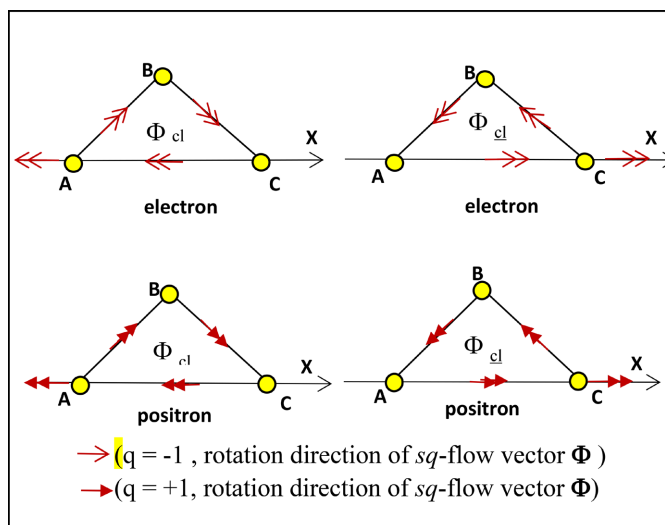 B B
Φ cl X Φ cl X
A C A C
electron electron
B B
Φ cl X Φ cl X
A C A C
positron positron
(q = -1 , rotation direction of sq-flow vector Φ )
(q = +1, rotation direction of sq-flow vector Φ)